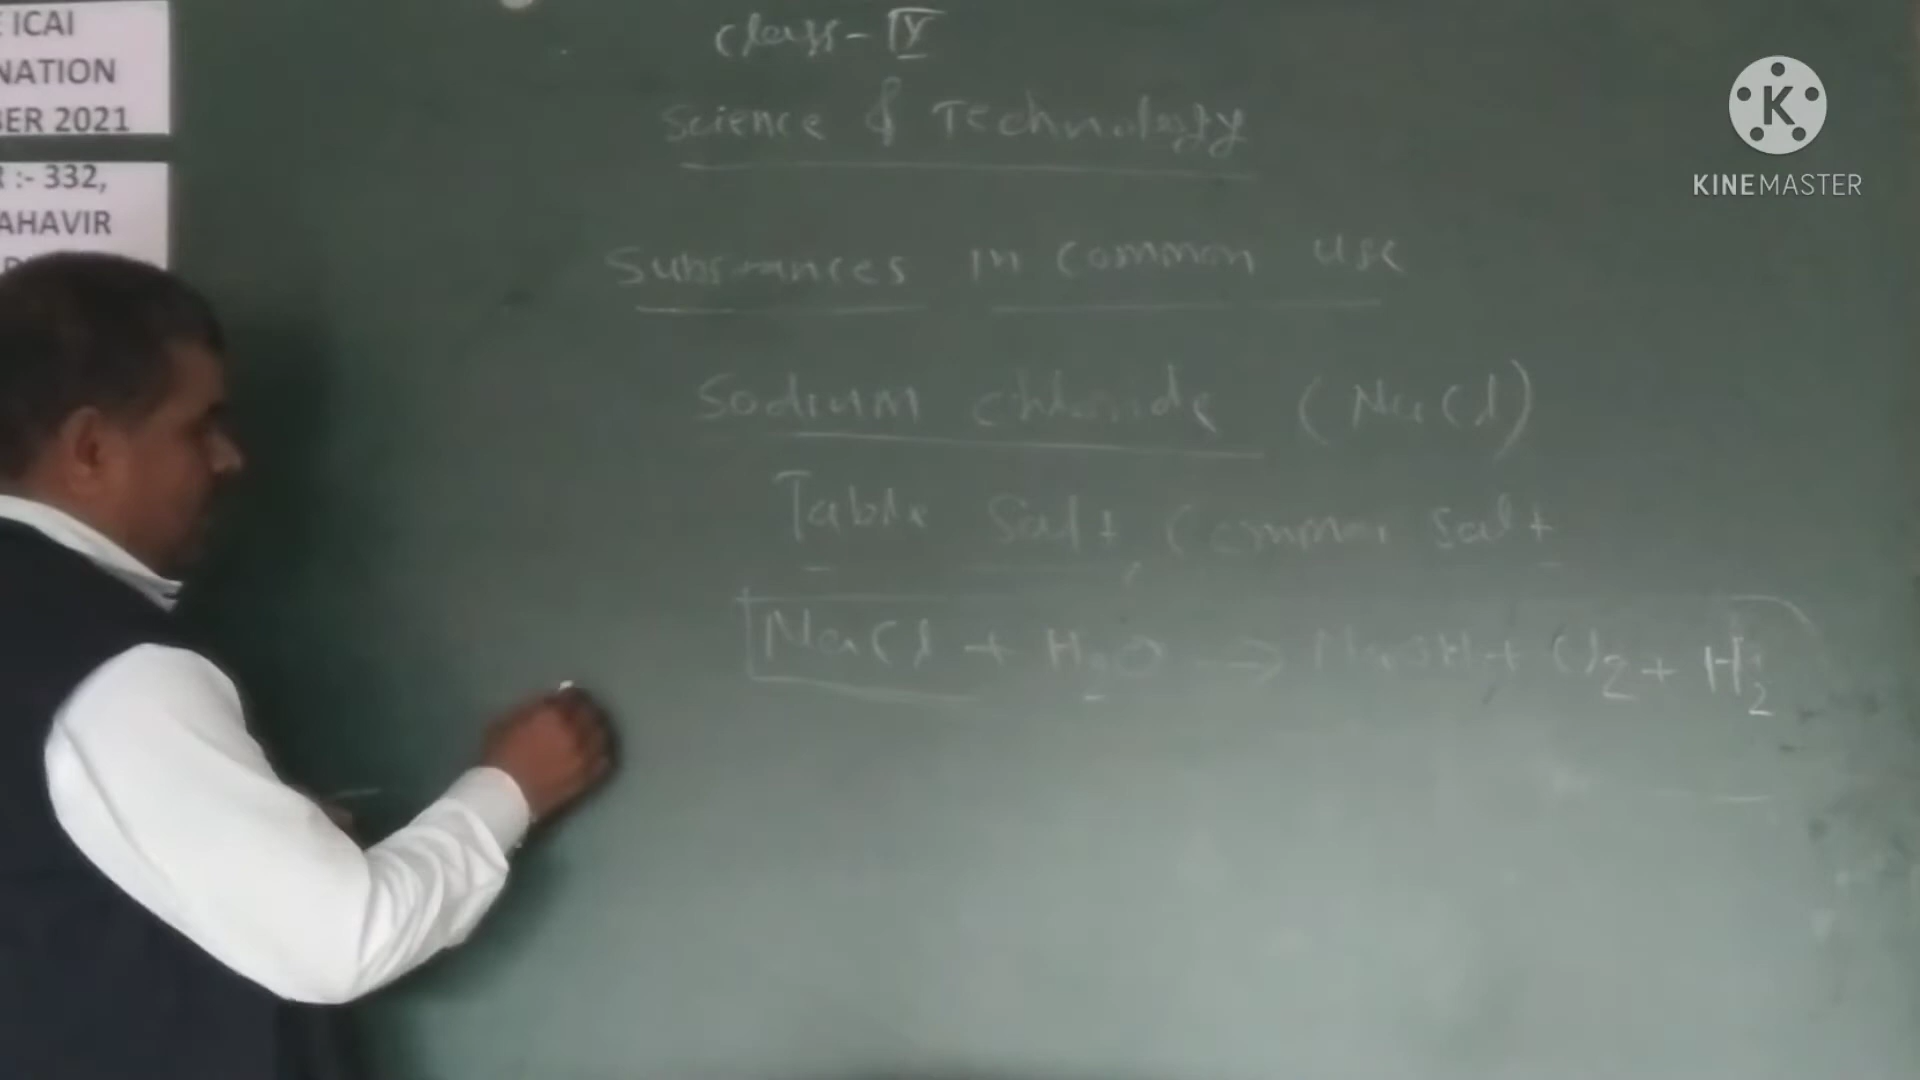 E ICAI
NATION
BER 2021
R :- 332,
AHAVIR
class - IX
Science & Technology
Substances in common use
Sodium chloride (NaCl)
Table Salt, Common Salt
NaCl + H2O → NaOH + Cl2 + H2
K
KINEMASTER